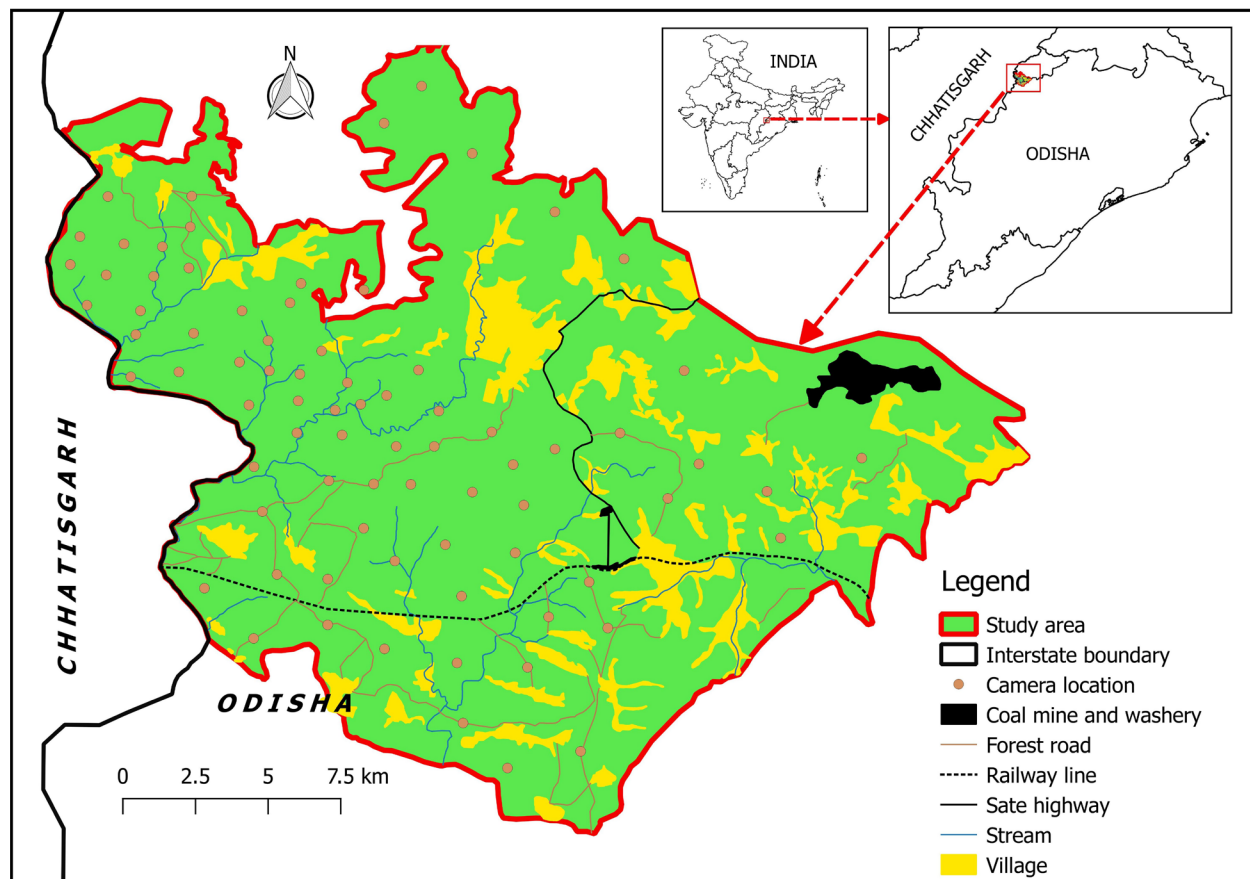 N
INDIA
CHHATISGARH
ODISHA
CHHATISGARH
ODISHA
0 2.5 5 7.5 km
Legend
Study area
Interstate boundary
Camera location
Coal mine and washery
Forest road
Railway line
Sate highway
Stream
Village